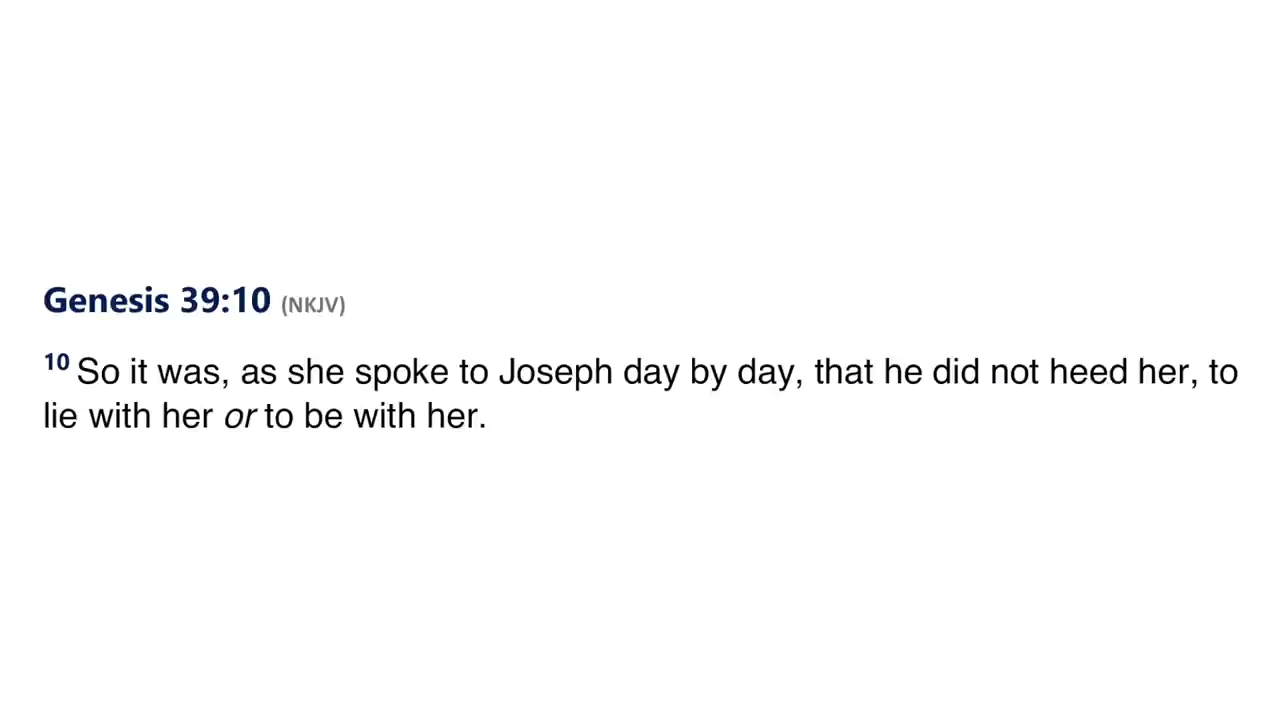 Genesis 39:10 (NKJV)
10 So it was, as she spoke to Joseph day by day, that he did not heed her, to
lie with her or to be with her.